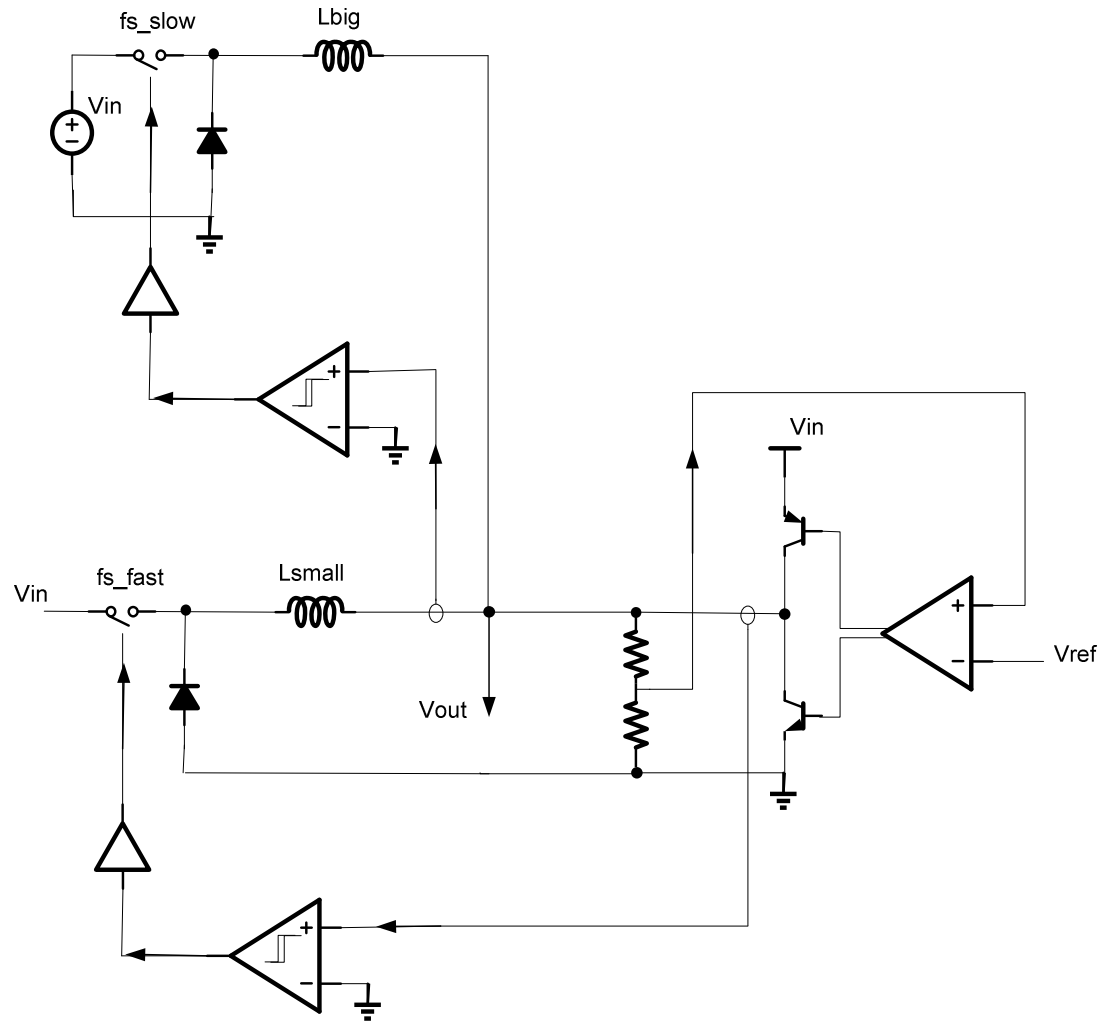 fs_slow
Lbig
Vin
+
−
+
−
Vin
fs_fast
Lsmall
Vin
+
−
Vref
Vout
+
−